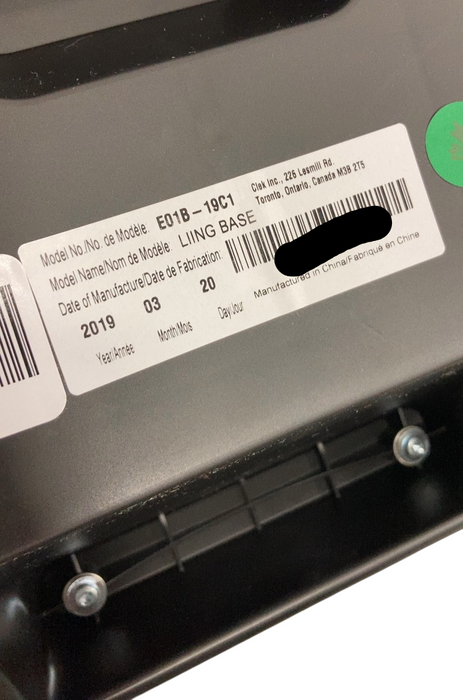 Model No./No. de Modèle: E01B-19C1
Model Name/Nom de Modèle: LIING BASE
Date of Manufacture/Date de Fabrication:
2019 03 20
Year/Année Month/Mois Day/Jour
Clek Inc., 226 Lesmill Rd.
Toronto, Ontario, Canada M3B 2T5
Manufactured in China/Fabriqué en Chine